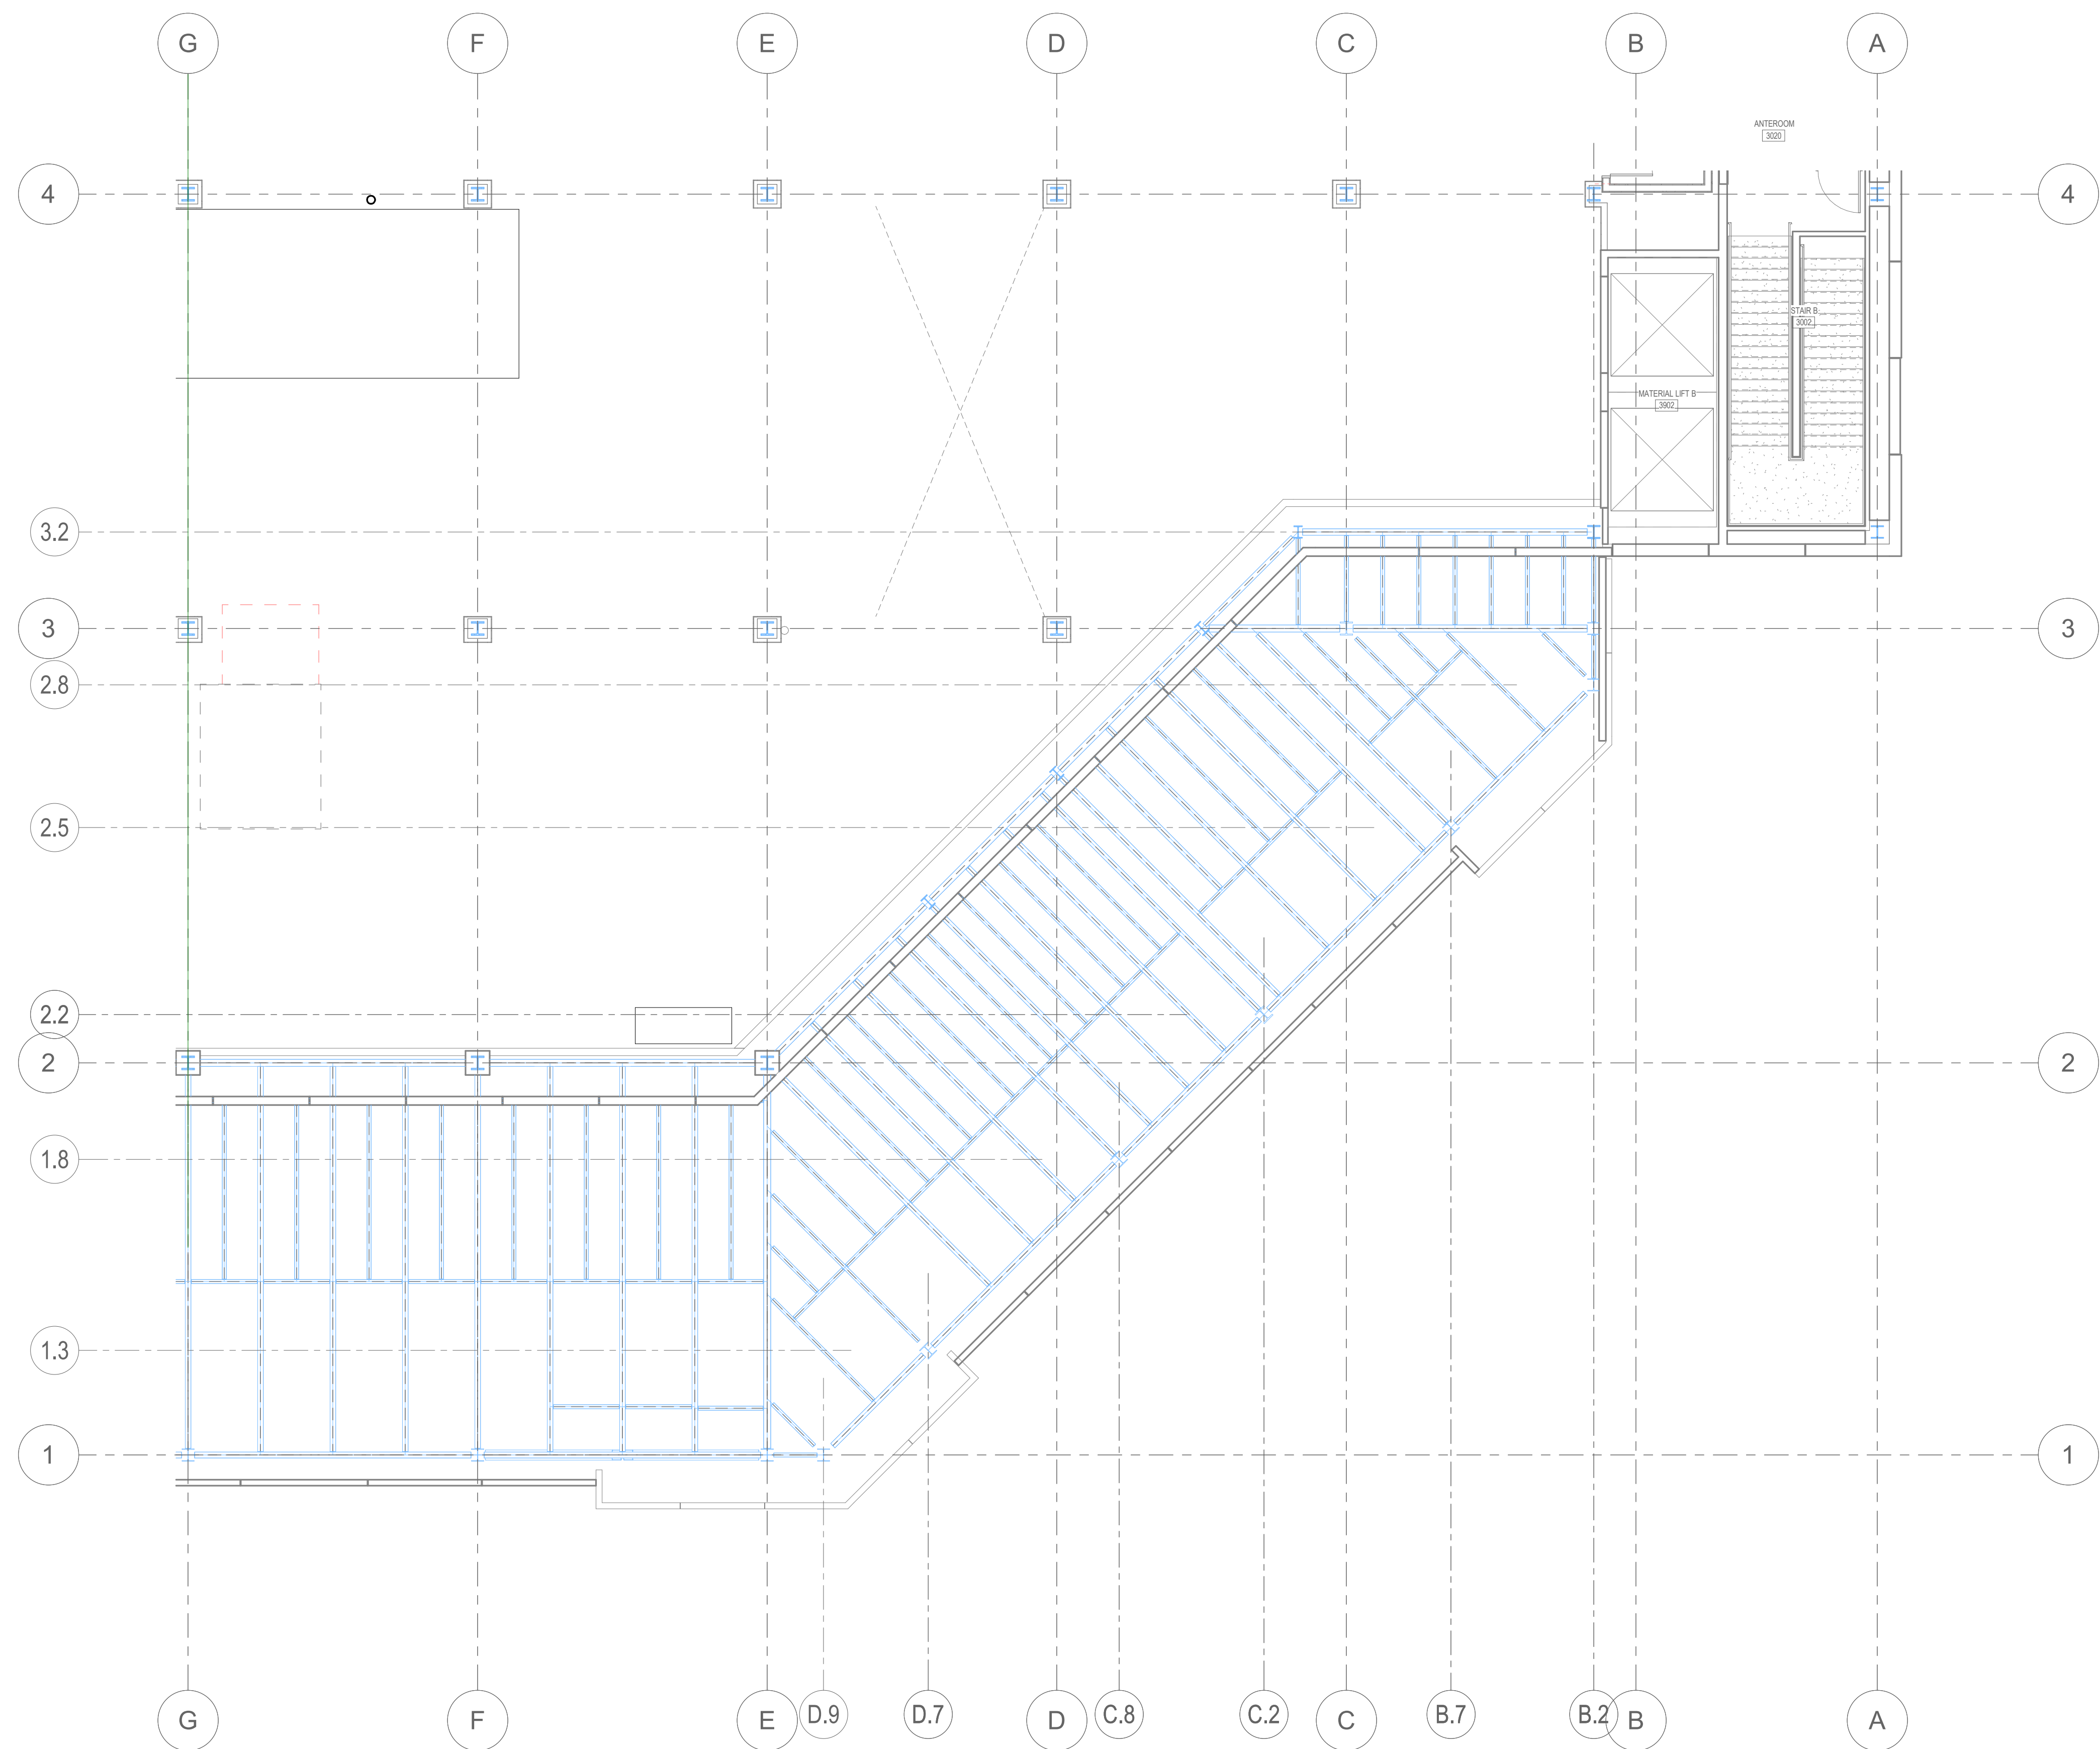 G F E D C B A
ANTEROOM
3020
4 4
STAIR B
3002
MATERIAL LIFT B
3902
3.2
3 3
2.8
2.5
2.2
2 2
1.8
1.3
1 1
G F E D.9 D.7 D C.8 C.2 C B.7 B.2 B A